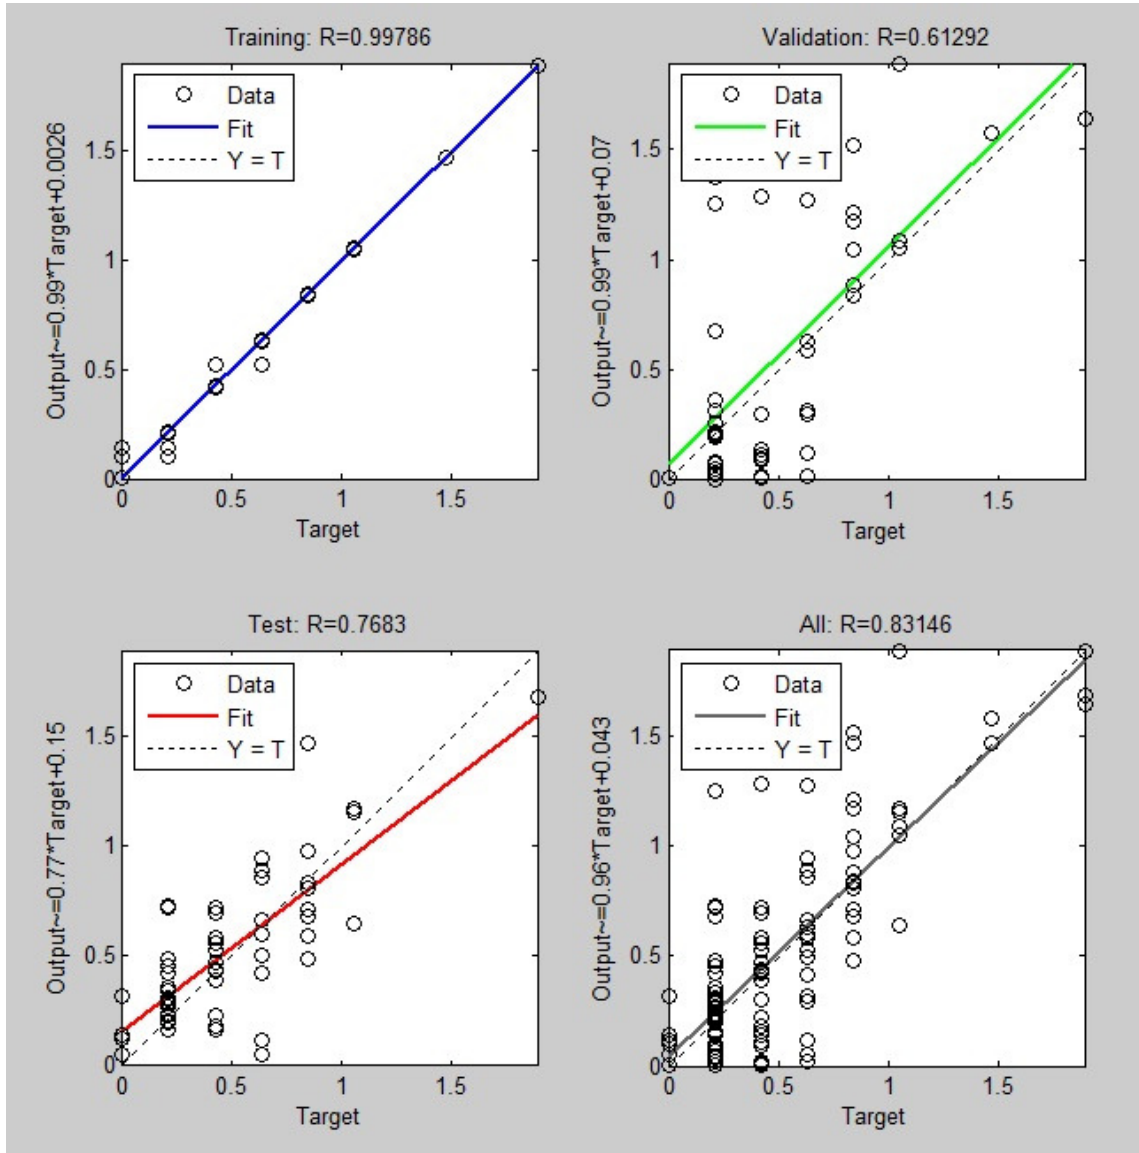 Training: R=0.99786
Output~=0.99*Target+0.0026
Data
Fit
Y = T
1.5
1
0.5
0
0
0.5
1
1.5
Target
Validation: R=0.61292
Output~=0.99*Target+0.07
Data
Fit
Y = T
1.5
1
0.5
0
0
0.5
1
1.5
Target
Test: R=0.7683
Output~=0.77*Target+0.15
Data
Fit
Y = T
1.5
1
0.5
0
0
0.5
1
1.5
Target
All: R=0.83146
Output~=0.96*Target+0.043
Data
Fit
Y = T
1.5
1
0.5
0
0
0.5
1
1.5
Target